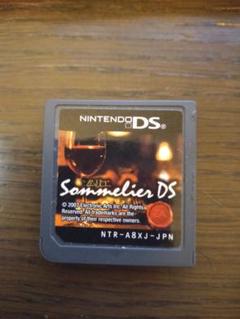 NINTENDO DS
Sommelier DS
© 2007 Electronic Arts Inc. All Rights
Reserved. All trademarks are the
property of their respective owners.
NTR-A8XJ-JPN